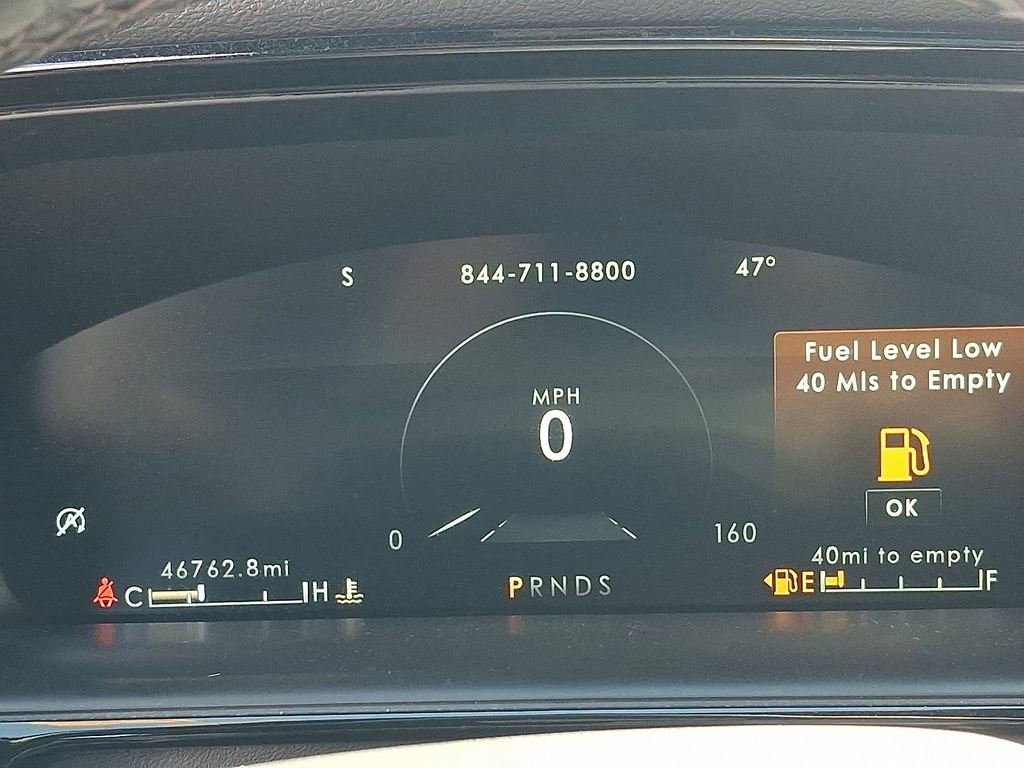 S 844-711-8800 47°
Fuel Level Low
40 Mls to Empty
MPH
0
OK
0 160
40mi to empty
46762.8mi
C H PRNDS E F
A